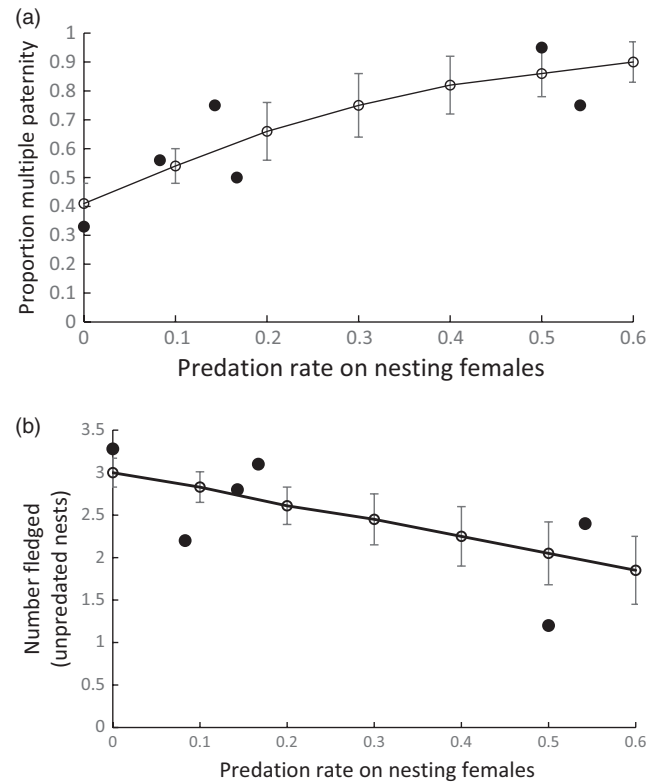 (a)
Proportion multiple paternity
1
0.9
0.8
0.7
0.6
0.5
0.4
0.3
0.2
0.1
0
0 0.1 0.2 0.3 0.4 0.5 0.6
Predation rate on nesting females
(b)
Number fledged
(unpredated nests)
3.5
3
2.5
2
1.5
1
0.5
0
0 0.1 0.2 0.3 0.4 0.5 0.6
Predation rate on nesting females